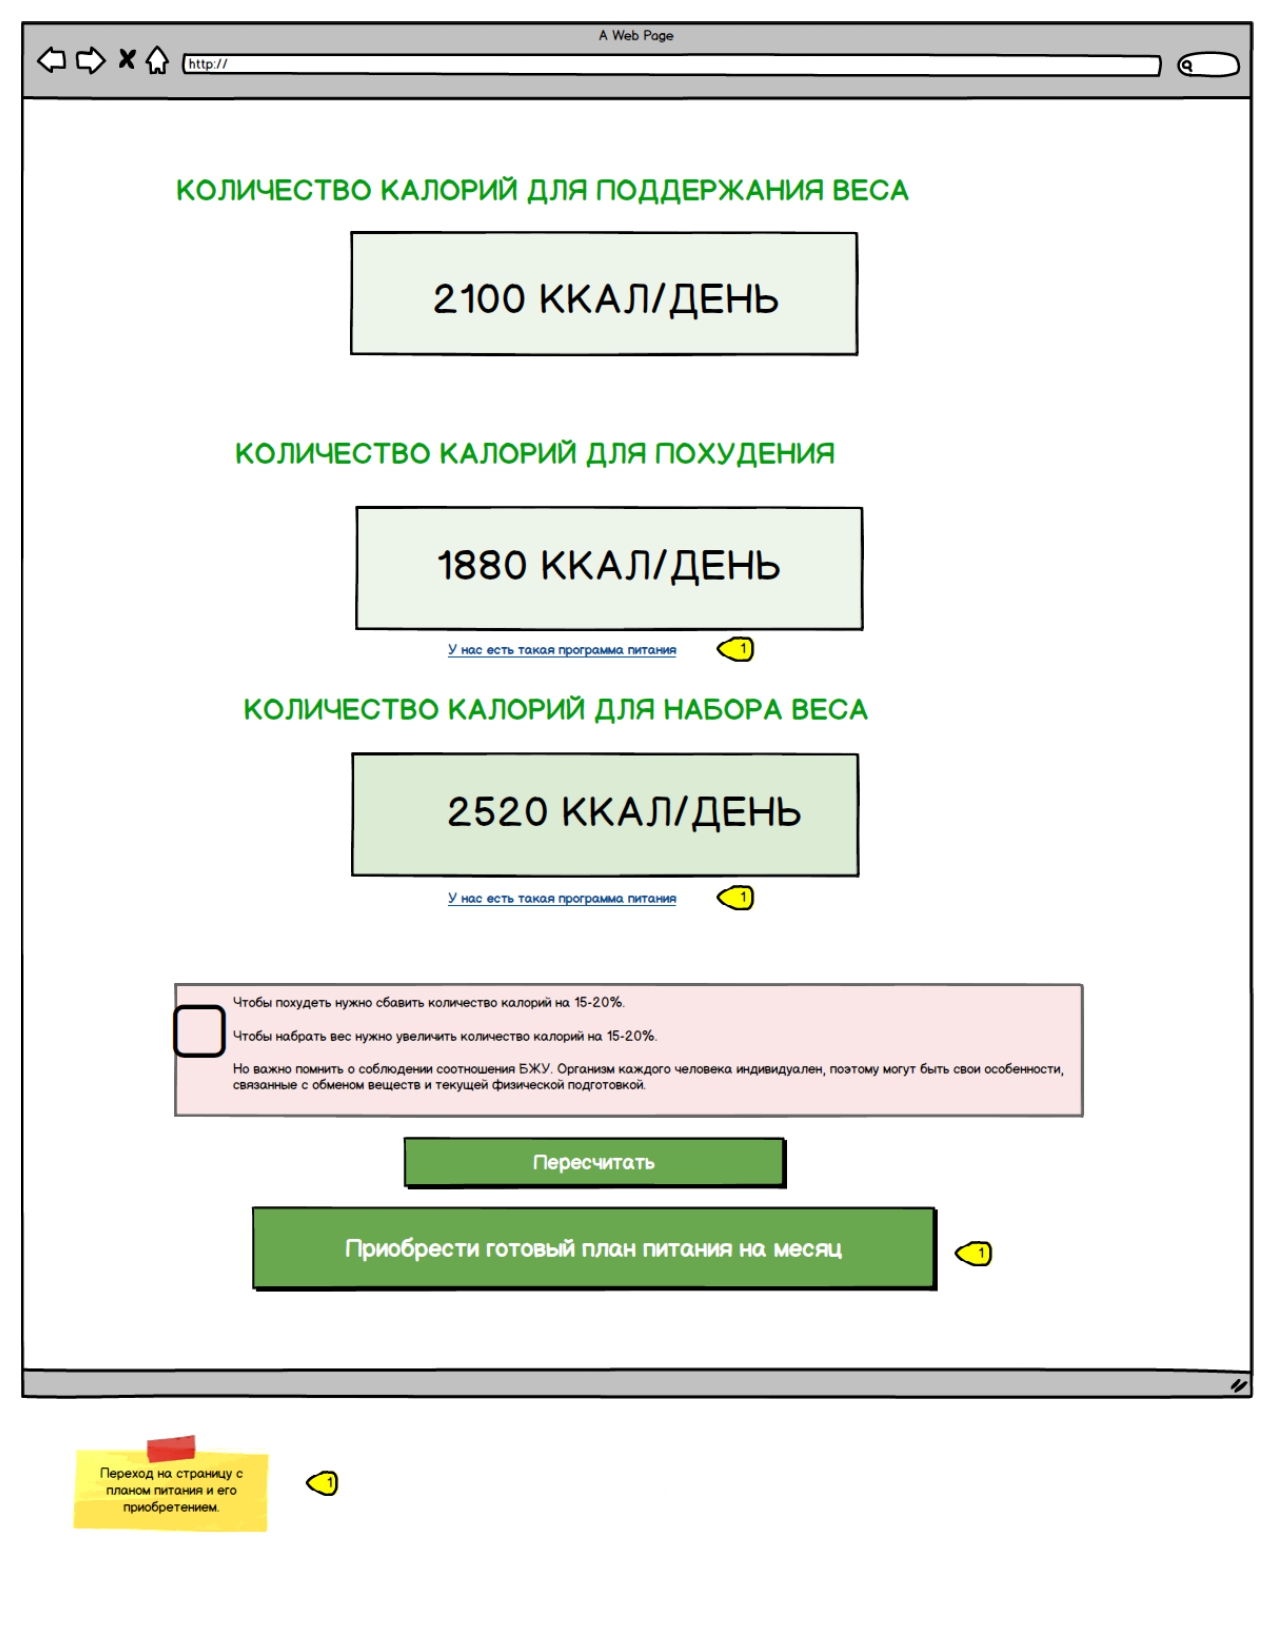 A Web Page
http://
КОЛИЧЕСТВО КАЛОРИЙ ДЛЯ ПОДДЕРЖАНИЯ ВЕСА
2100 ККАЛ/ДЕНЬ
КОЛИЧЕСТВО КАЛОРИЙ ДЛЯ ПОХУДЕНИЯ
1880 ККАЛ/ДЕНЬ
У нас есть такая программа питания 1
КОЛИЧЕСТВО КАЛОРИЙ ДЛЯ НАБОРА ВЕСА
2520 ККАЛ/ДЕНЬ
У нас есть такая программа питания 1
Чтобы похудеть нужно сбавить количество калорий на 15-20%.
Чтобы набрать вес нужно увеличить количество калорий на 15-20%.
Но важно помнить о соблюдении соотношения БЖУ. Организм каждого человека индивидуален, поэтому могут быть свои особенности,
связанные с обменом веществ и текущей физической подготовкой.
Пересчитать
Приобрести готовый план питания на месяц 1
Переход на страницу с
планом питания и его
приобретением.
1